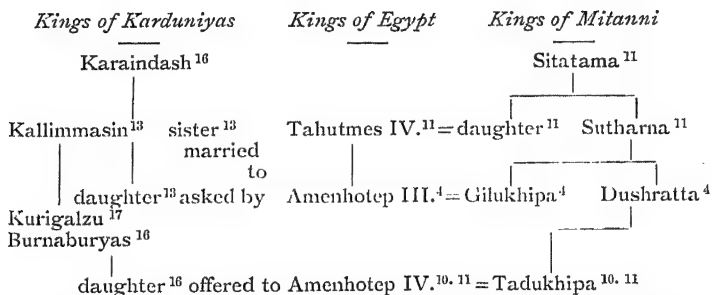 Kings of Karduniyas Kings of Egypt Kings of Mitanni
Karaindash 16 Sitatama 11
Kallimmasin 13 sister 13 Tahutmes IV. 11 = daughter 11 Sutharna 11
married
to
daughter 13 asked by Amenhotep III. 4 = Gilukhipa 4 Dushratta 4
Kurigalzu 17
Burnaburyas 16
daughter 16 offered to Amenhotep IV. 10. 11 = Tadukhipa 10. 11